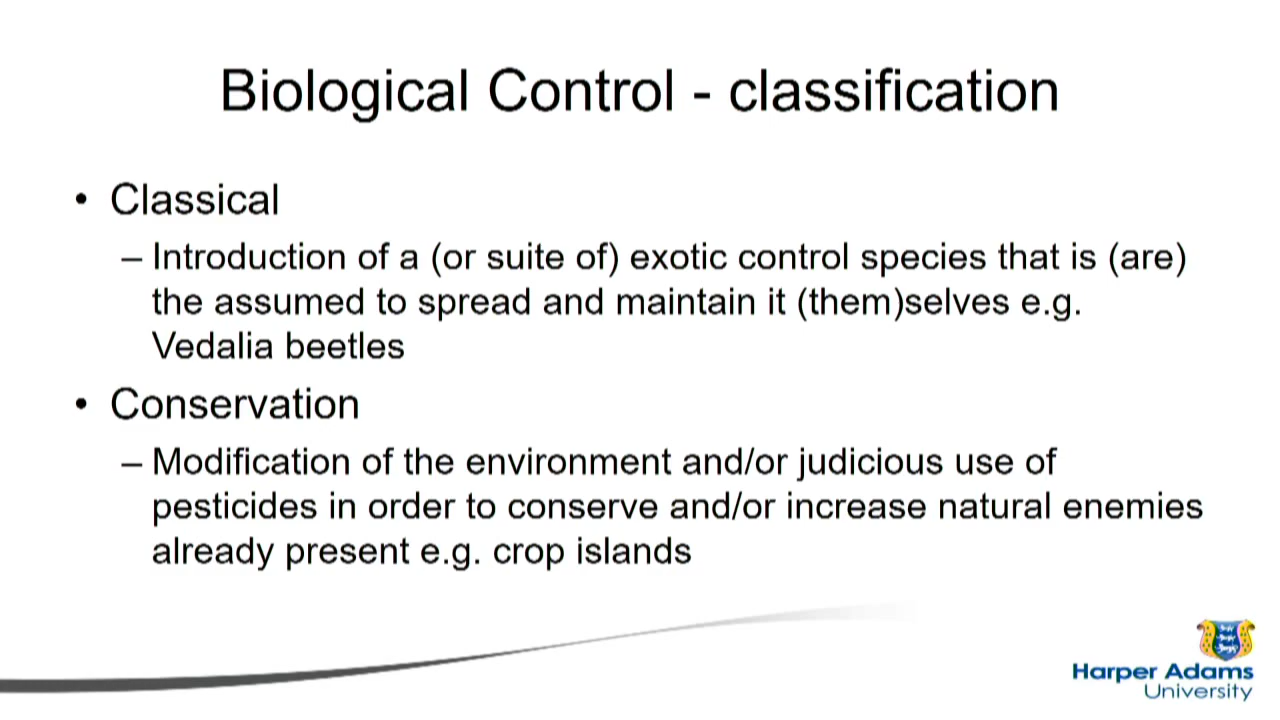 Biological Control - classification
• Classical
– Introduction of a (or suite of) exotic control species that is (are)
the assumed to spread and maintain it (them)selves e.g.
Vedalia beetles
• Conservation
– Modification of the environment and/or judicious use of
pesticides in order to conserve and/or increase natural enemies
already present e.g. crop islands
Harper Adams
University